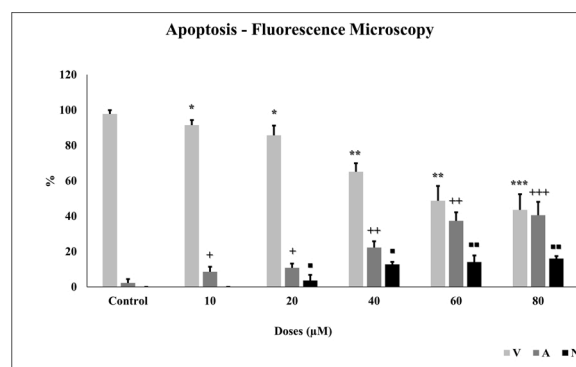 Apoptosis - Fluorescence Microscopy
120
100
80
60
40
20
0
%
* * ** ** ***
+ + ++ ++ +++
■ ■ ■■ ■■
Control 10 20 40 60 80
Doses (µM)
V A N